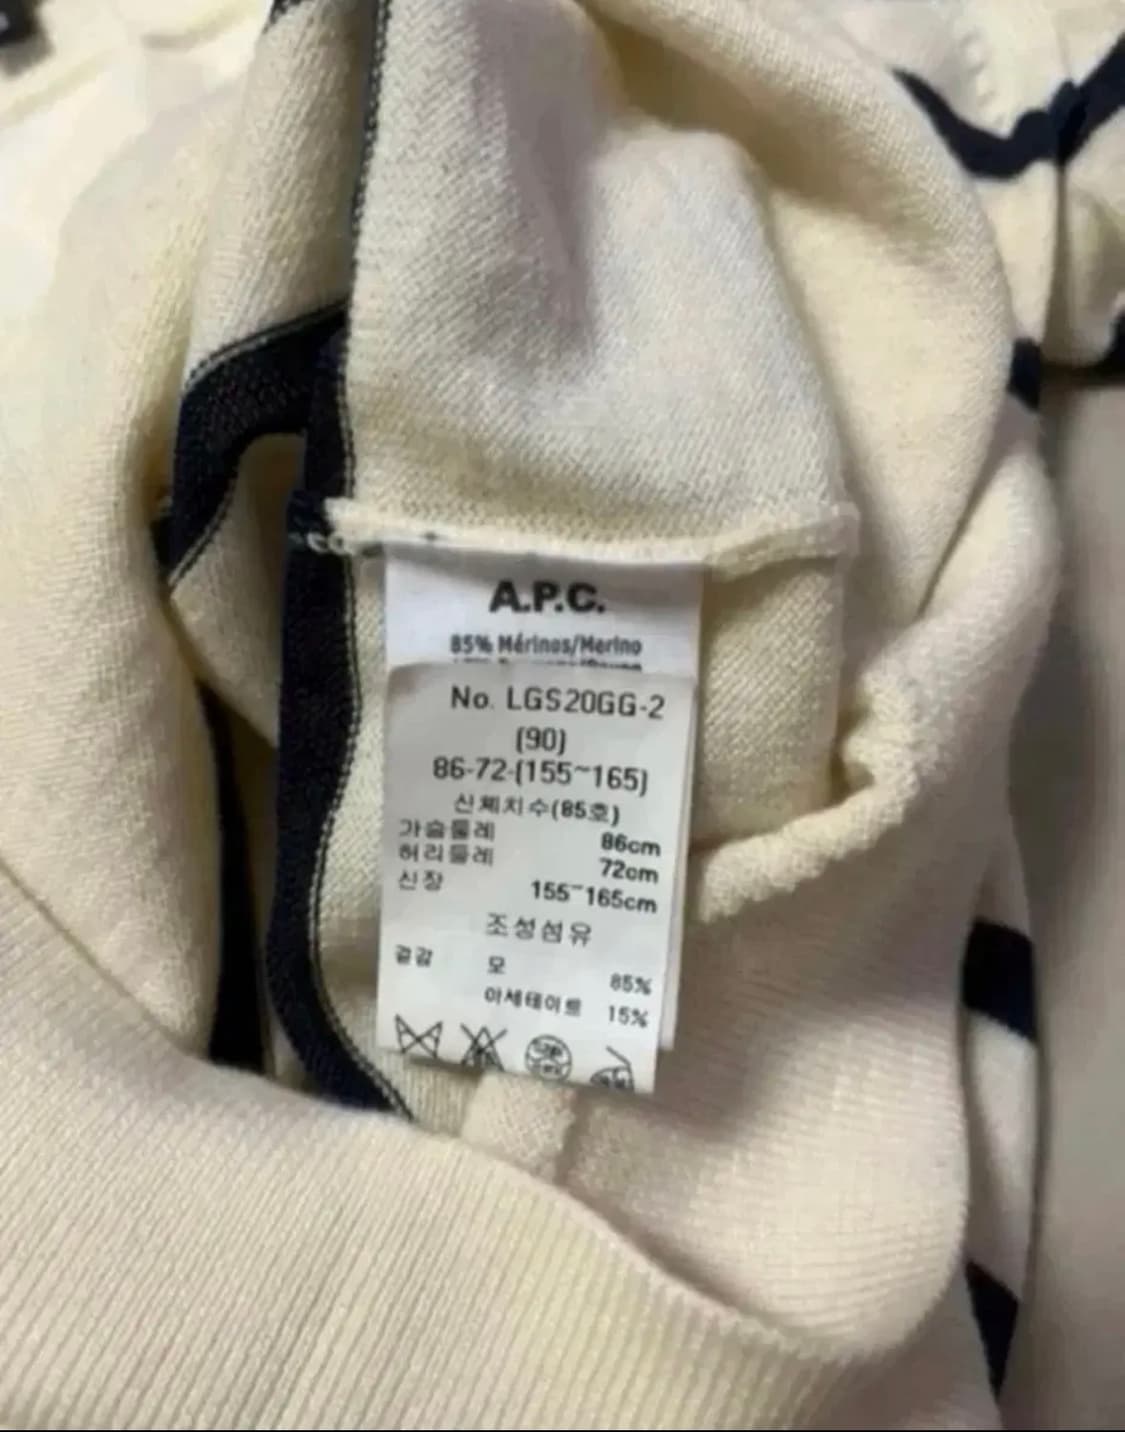 A.P.C.
85% Mérinos/Merino
No. LGS20GG-2
(90)
86-72-(155~165)
신체치수(85호)
가슴둘레 86cm
허리둘레 72cm
신장 155~165cm
조성섬유
겉감 모 85%
아세테이트 15%